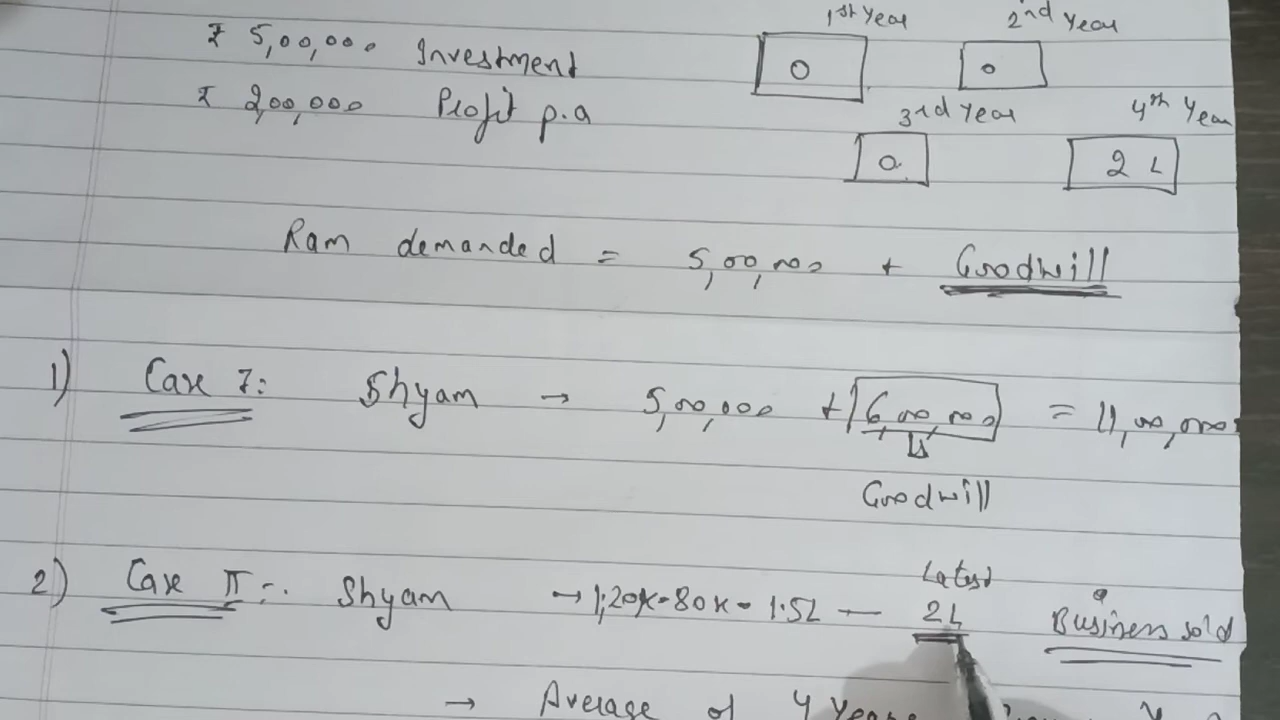 1st Year 2nd Year
₹ 5,00,000 Investment
0 0
₹ 2,00,000 Profit p.a
3rd Year 4th Year
0 2 L
Ram demanded = 5,00,000 + Goodwill
1) Case I: Shyam → 5,00,000 + 6,00,000 = 11,00,000
Goodwill
2) Case II :- Shyam → 1,20K - 80K - 1.5L — 2L Business sold
Latest
→ Average of 4 Years